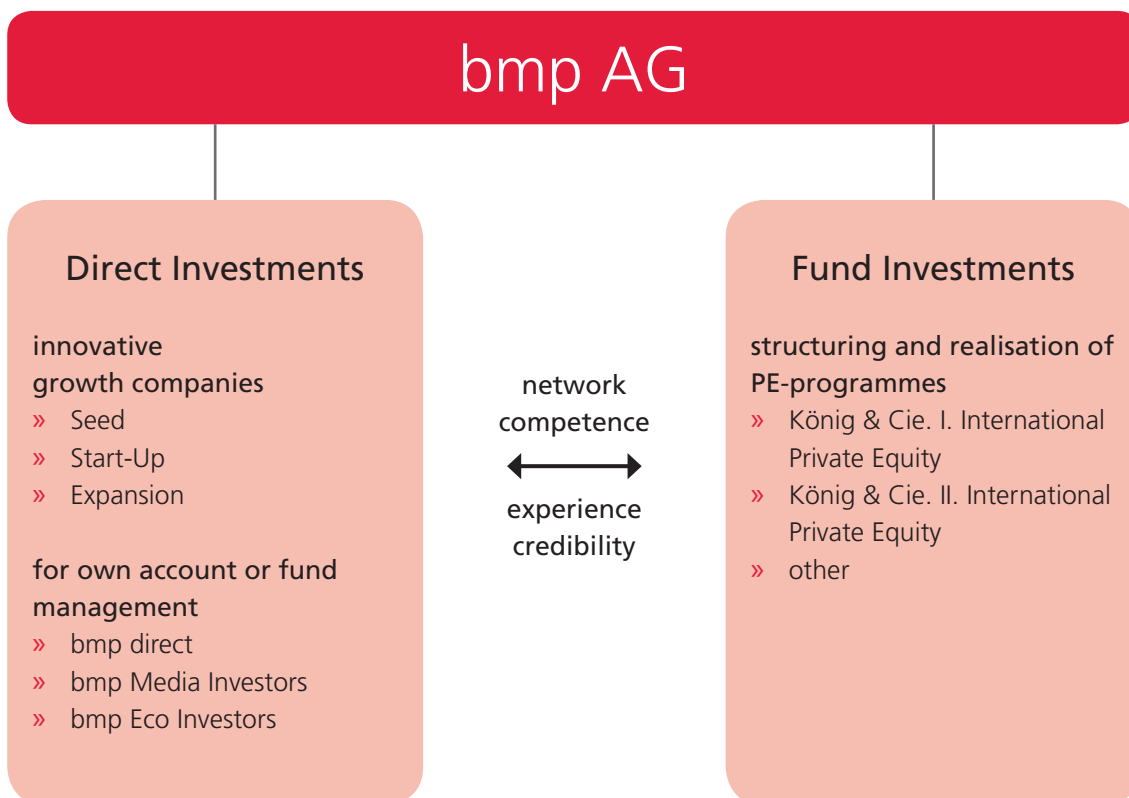 bmp AG
Direct Investments
innovative
growth companies
» Seed
» Start-Up
» Expansion
for own account or fund
management
» bmp direct
» bmp Media Investors
» bmp Eco Investors
network
competence
experience
credibility
Fund Investments
structuring and realisation of
PE-programmes
» König & Cie. I. International
Private Equity
» König & Cie. II. International
Private Equity
» other